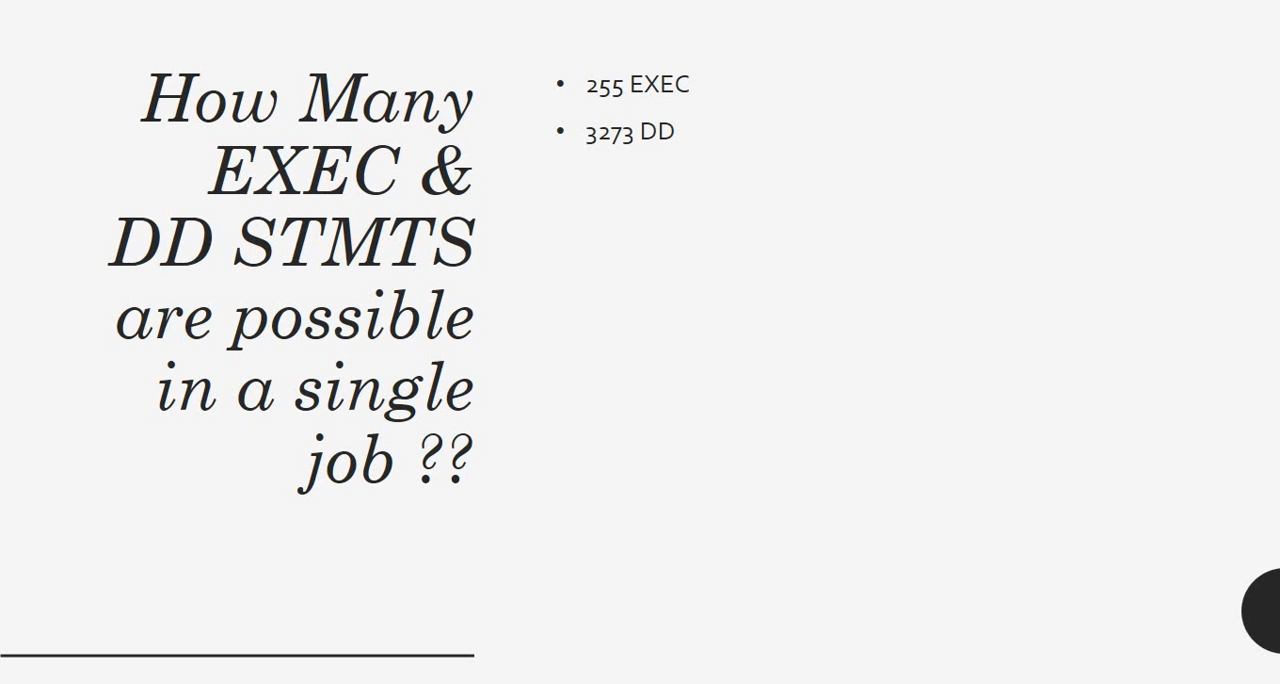 How Many
EXEC &
DD STMTS
are possible
in a single
job ??
• 255 EXEC
• 3273 DD